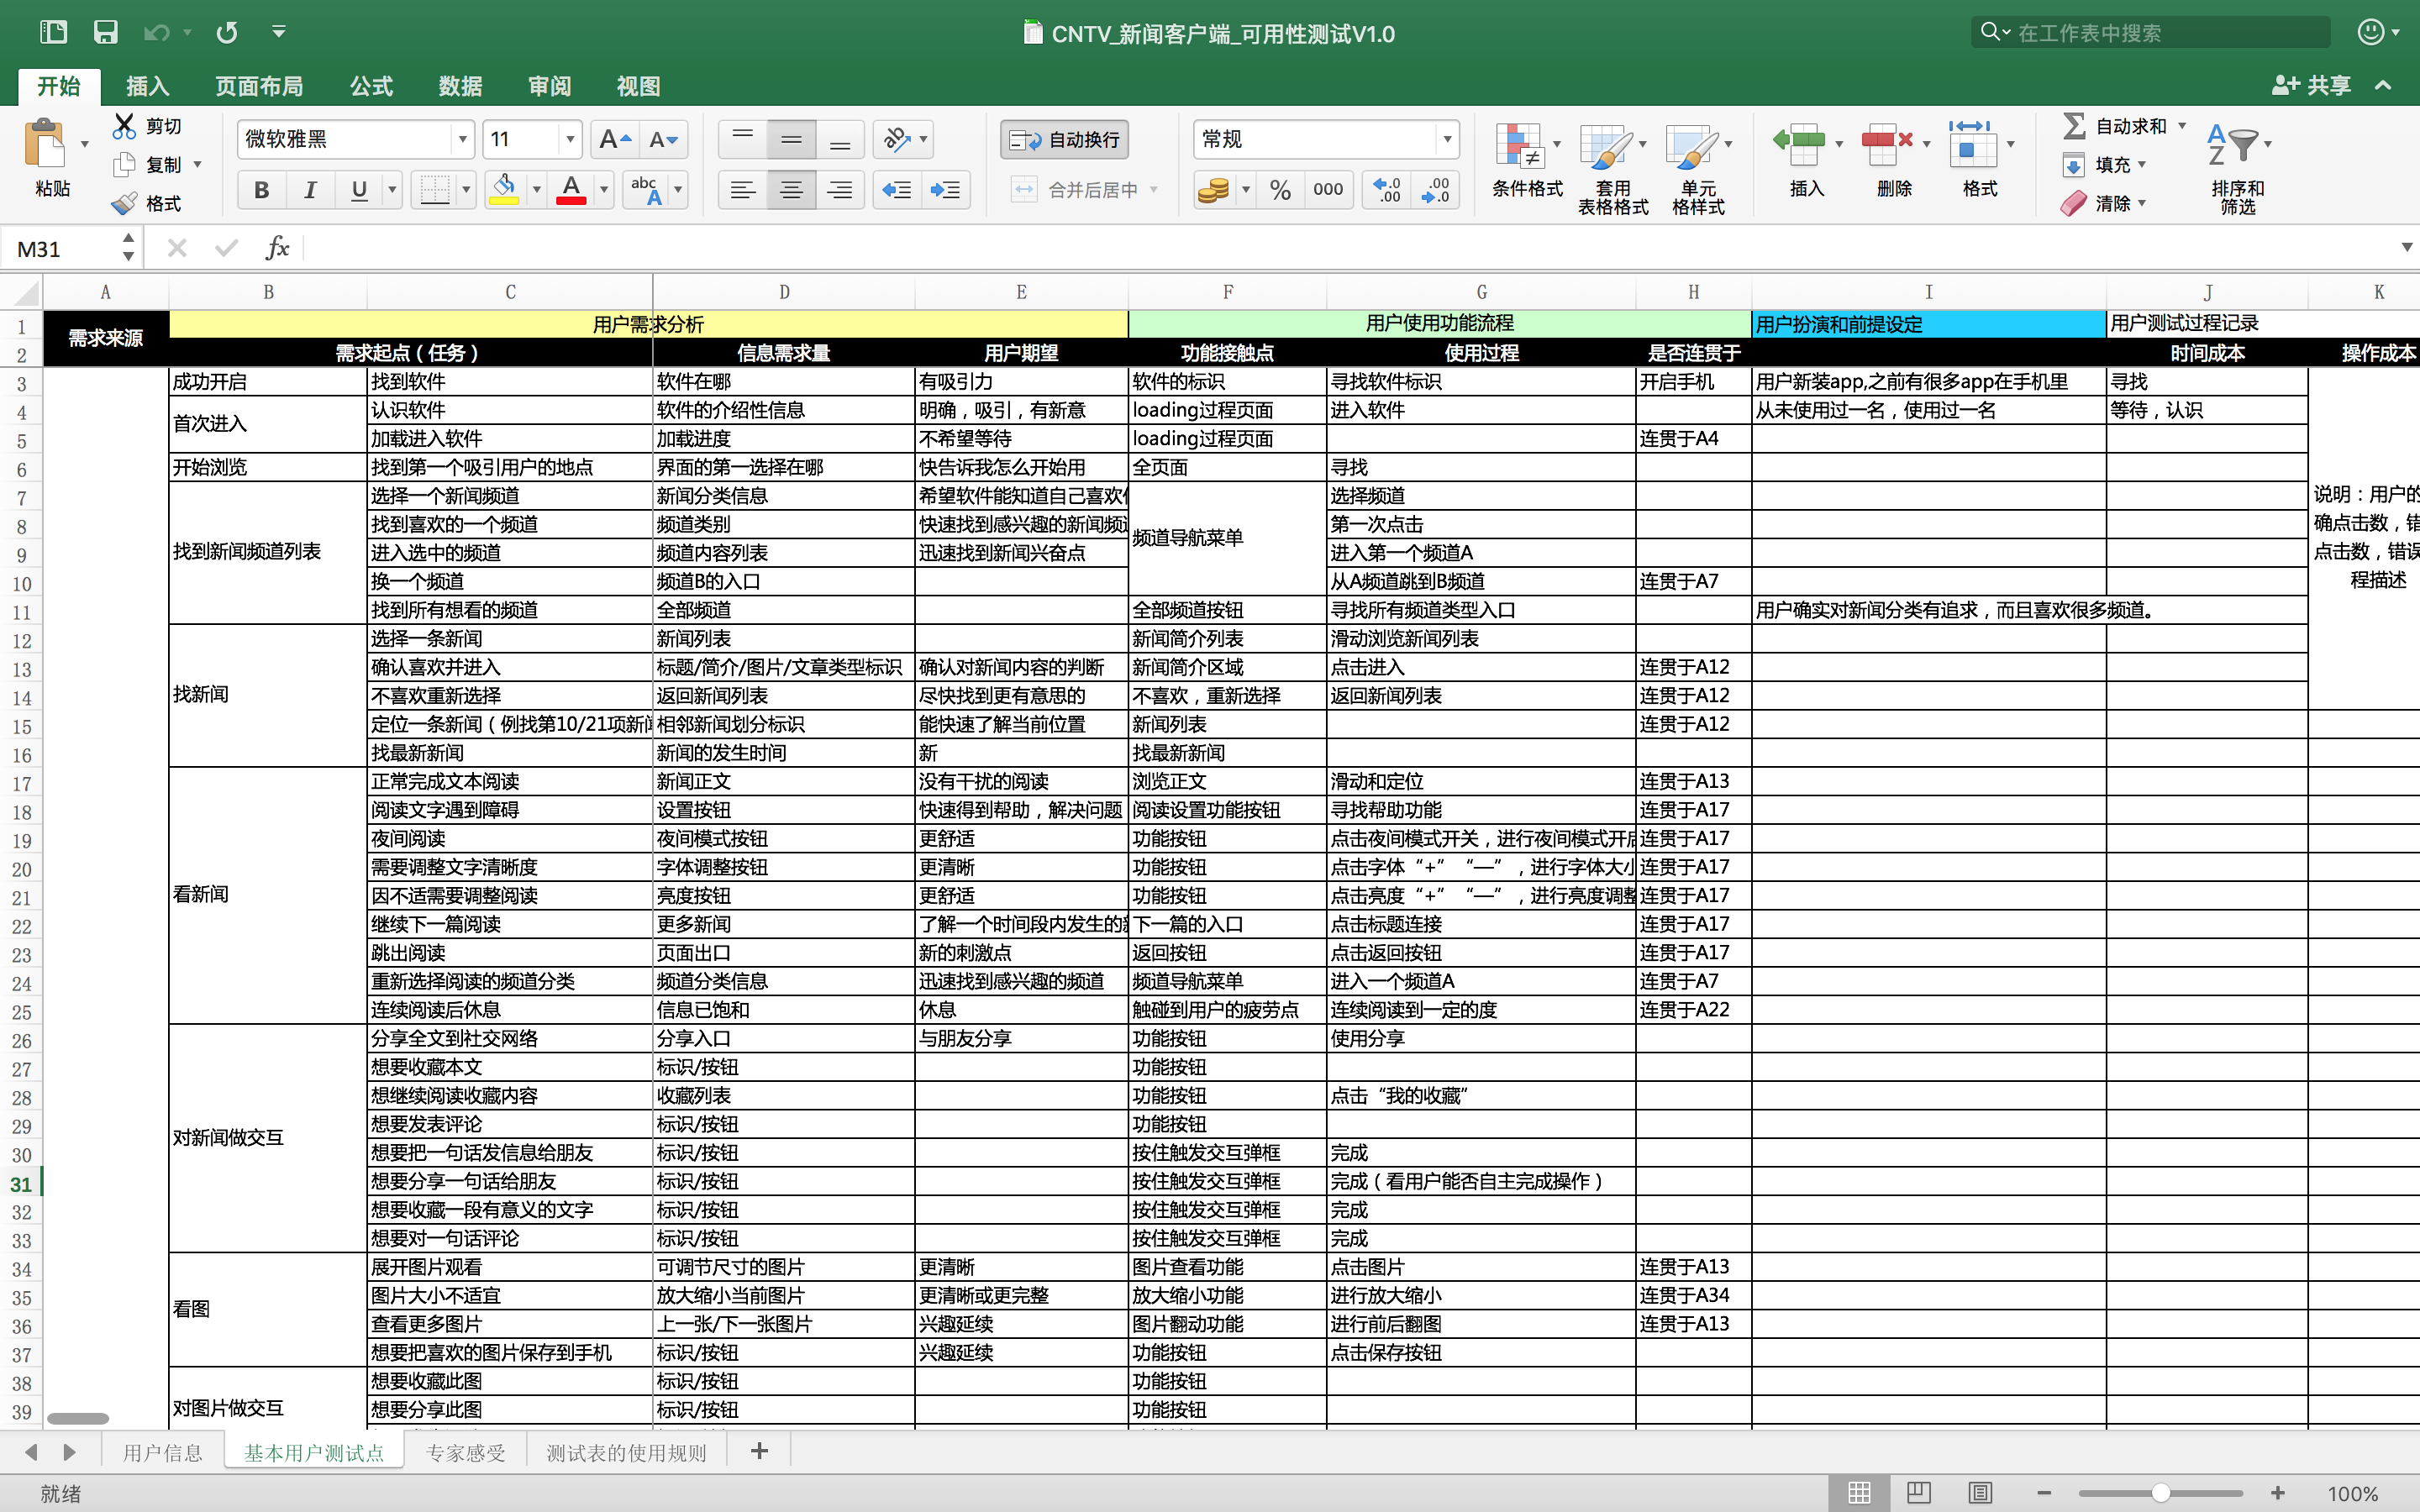 CNTV_新闻客户端_可用性测试V1.0
在工作表中搜索
开始 插入 页面布局 公式 数据 审阅 视图 共享
粘贴 剪切 复制 格式
微软雅黑 11
自动换行
合并后居中
常规
条件格式 套用表格格式 单元格样式
插入 删除 格式
自动求和 填充 清除
排序和筛选
M31 fx
A B C D E F G H I J K
1 需求来源 用户需求分析 用户使用功能流程 用户扮演和前提设定 用户测试过程记录
2 需求起点（任务） 信息需求量 用户期望 功能接触点 使用过程 是否连贯于 时间成本 操作成本
3 成功开启 找到软件 软件在哪 有吸引力 软件的标识 寻找软件标识 开启手机 用户新装app,之前有很多app在手机里 寻找
4 首次进入 认识软件 软件的介绍性信息 明确，吸引，有新意 loading过程页面 进入软件 从未使用过一名，使用过一名 等待，认识
5 加载进入软件 加载进度 不希望等待 loading过程页面 连贯于A4
6 开始浏览 找到第一个吸引用户的地点 界面的第一选择在哪 快告诉我怎么开始用 全页面 寻找
7 找到新闻频道列表 选择一个新闻频道 新闻分类信息 希望软件能知道自己喜欢 频道导航菜单 选择频道 说明：用户的
8 找到喜欢的一个频道 频道类别 快速找到感兴趣的新闻频 第一次点击 确点击数，错
9 进入选中的频道 频道内容列表 迅速找到新闻兴奋点 进入第一个频道A 点击数，错误
10 换一个频道 频道B的入口 从A频道跳到B频道 连贯于A7 程描述
11 找到所有想看的频道 全部频道 全部频道按钮 寻找所有频道类型入口 用户确实对新闻分类有追求，而且喜欢很多频道。
12 找新闻 选择一条新闻 新闻列表 新闻简介列表 滑动浏览新闻列表
13 确认喜欢并进入 标题/简介/图片/文章类型标识 确认对新闻内容的判断 新闻简介区域 点击进入 连贯于A12
14 不喜欢重新选择 返回新闻列表 尽快找到更有意思的 不喜欢，重新选择 返回新闻列表 连贯于A12
15 定位一条新闻（例找第10/21项新闻 相邻新闻划分标识 能快速了解当前位置 新闻列表 连贯于A12
16 找最新新闻 新闻的发生时间 新 找最新新闻
17 看新闻 正常完成文本阅读 新闻正文 没有干扰的阅读 浏览正文 滑动和定位 连贯于A13
18 阅读文字遇到障碍 设置按钮 快速得到帮助，解决问题 阅读设置功能按钮 寻找帮助功能 连贯于A17
19 夜间阅读 夜间模式按钮 更舒适 功能按钮 点击夜间模式开关，进行夜间模式开启 连贯于A17
20 需要调整文字清晰度 字体调整按钮 更清晰 功能按钮 点击字体“+”“—”，进行字体大小 连贯于A17
21 因不适需要调整阅读 亮度按钮 更舒适 功能按钮 点击亮度“+”“—”，进行亮度调整 连贯于A17
22 继续下一篇阅读 更多新闻 了解一个时间段内发生的 下一篇的入口 点击标题连接 连贯于A17
23 跳出阅读 页面出口 新的刺激点 返回按钮 点击返回按钮 连贯于A17
24 重新选择阅读的频道分类 频道分类信息 迅速找到感兴趣的频道 频道导航菜单 进入一个频道A 连贯于A7
25 连续阅读后休息 信息已饱和 休息 触碰到用户的疲劳点 连续阅读到一定的度 连贯于A22
26 对新闻做交互 分享全文到社交网络 分享入口 与朋友分享 功能按钮 使用分享
27 想要收藏本文 标识/按钮 功能按钮
28 想继续阅读收藏内容 收藏列表 功能按钮 点击“我的收藏”
29 想要发表评论 标识/按钮 功能按钮
30 想要把一句话发信息给朋友 标识/按钮 按住触发交互弹框 完成
31 想要分享一句话给朋友 标识/按钮 按住触发交互弹框 完成（看用户能否自主完成操作）
32 想要收藏一段有意义的文字 标识/按钮 按住触发交互弹框 完成
33 想要对一句话评论 标识/按钮 按住触发交互弹框 完成
34 看图 展开图片观看 可调节尺寸的图片 更清晰 图片查看功能 点击图片 连贯于A13
35 图片大小不适宜 放大缩小当前图片 更清晰或更完整 放大缩小功能 进行放大缩小 连贯于A34
36 查看更多图片 上一张/下一张图片 兴趣延续 图片翻动功能 进行前后翻图 连贯于A13
37 想要把喜欢的图片保存到手机 标识/按钮 兴趣延续 功能按钮 点击保存按钮
38 对图片做交互 想要收藏此图 标识/按钮 功能按钮
39 想要分享此图 标识/按钮 功能按钮
用户信息 基本用户测试点 专家感受 测试表的使用规则 +
就绪 100%